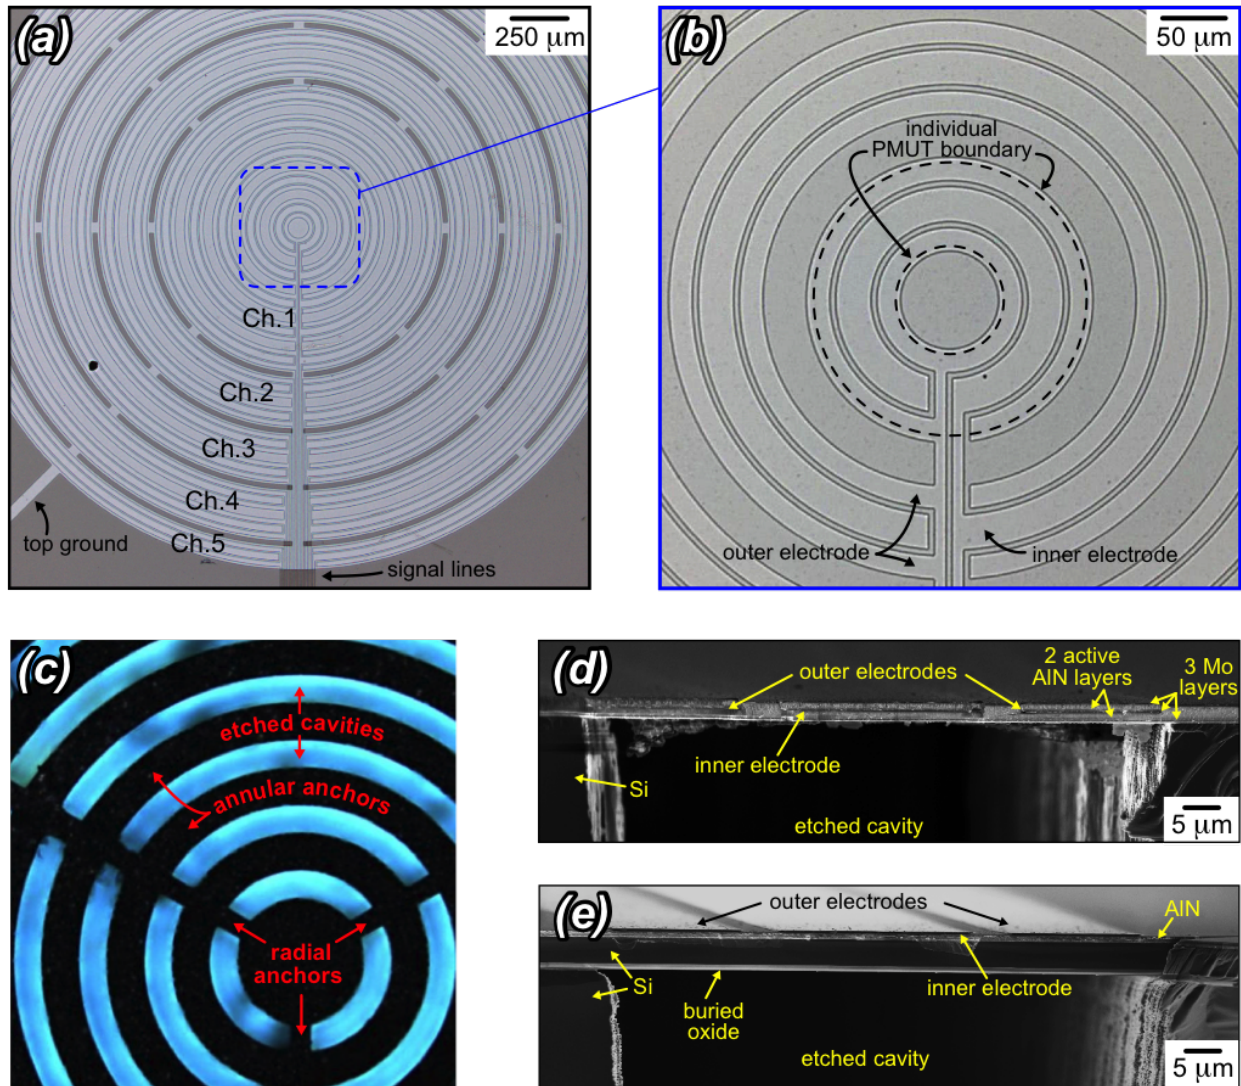 (a)
250 μm
Ch.1
Ch.2
Ch.3
Ch.4
Ch.5
top ground
signal lines
(b)
50 μm
individual
PMUT boundary
outer electrode
inner electrode
(c)
etched cavities
annular anchors
radial
anchors
(d)
outer electrodes
2 active
AlN layers
3 Mo
layers
inner electrode
Si
etched cavity
5 μm
(e)
outer electrodes
AlN
Si
buried
oxide
inner electrode
etched cavity
5 μm